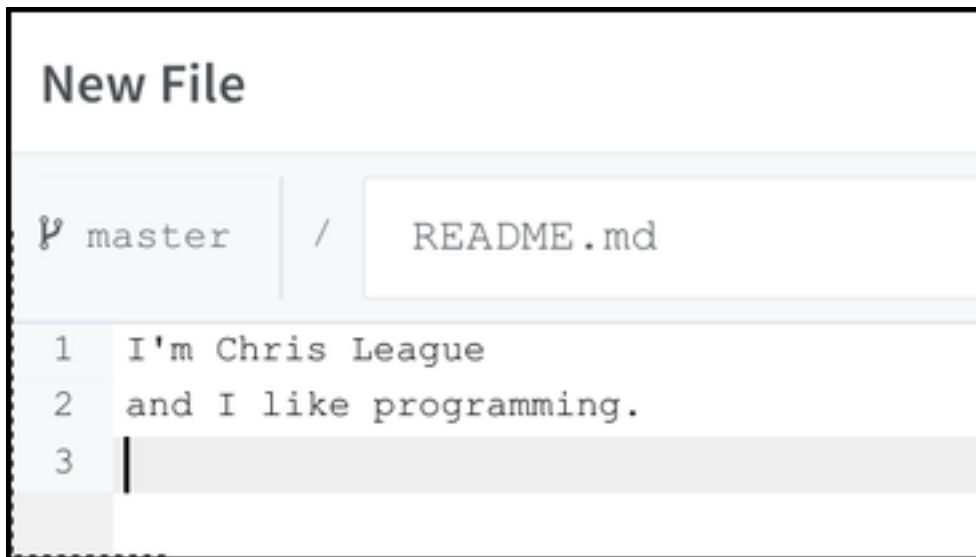 New File
master / README.md
1 I'm Chris League
2 and I like programming.
3